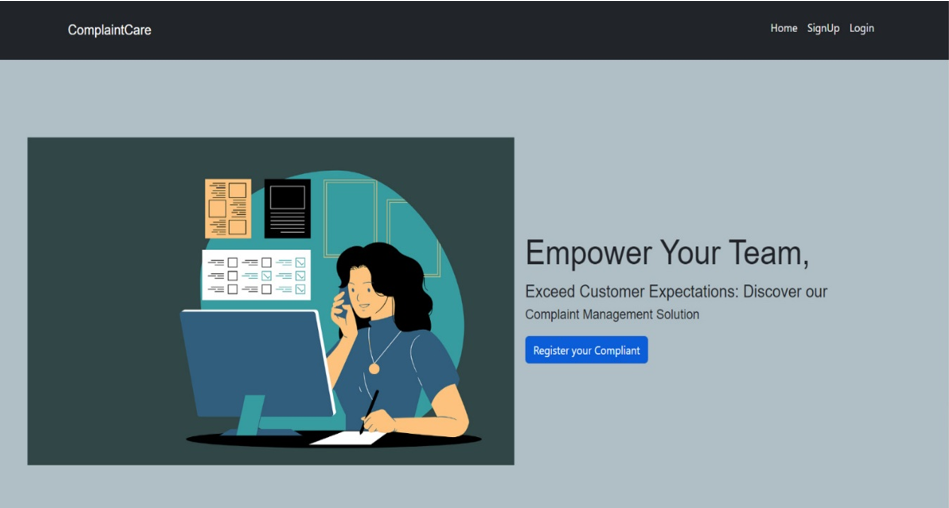 ComplaintCare
Home SignUp Login
Empower Your Team,
Exceed Customer Expectations: Discover our
Complaint Management Solution
Register your Compliant